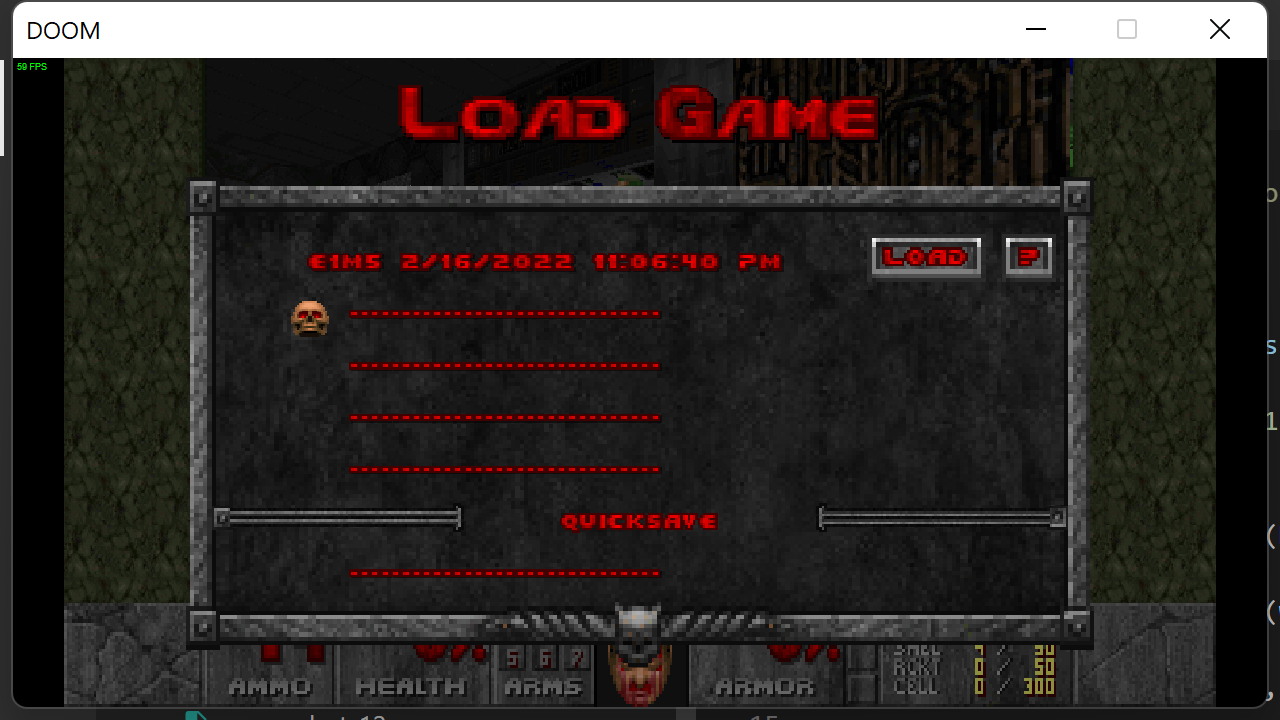 DOOM
59 FPS
LOAD GAME
E1M5 2/16/2022 11:06:40 PM
LOAD
?
QUICKSAVE
5 6 7
AMMO
HEALTH
ARMS
ARMOR
RCKT 0 / 50
CELL 0 / 300